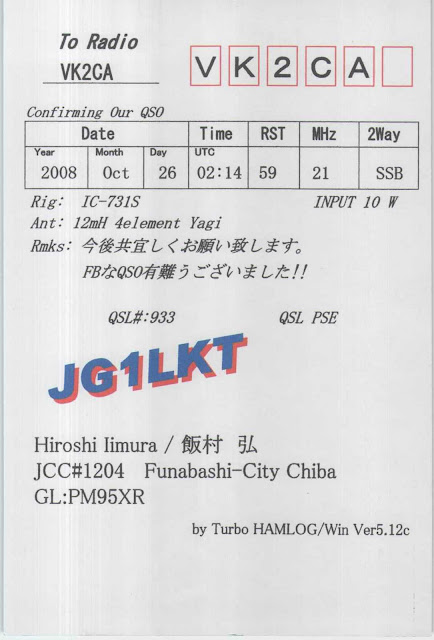 To Radio
VK2CA
VK2CA
Confirming Our QSO
Date Time RST MHz 2Way
Year Month Day UTC
2008 Oct 26 02:14 59 21 SSB
Rig: IC-731S INPUT 10 W
Ant: 12mH 4element Yagi
Rmks: 今後共宜しくお願い致します。
FBなQSO有難うございました!!
QSL#:933 QSL PSE
JG1LKT
Hiroshi Iimura / 飯村 弘
JCC#1204 Funabashi-City Chiba
GL:PM95XR
by Turbo HAMLOG/Win Ver5.12c